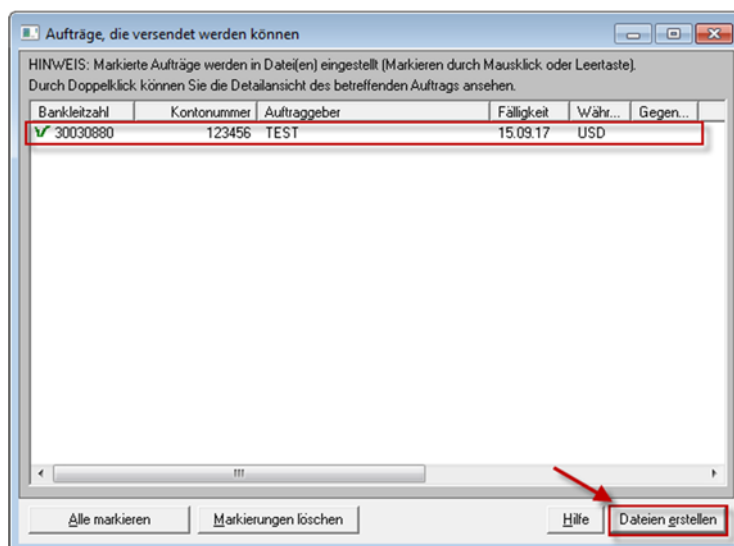 Aufträge, die versendet werden können
HINWEIS: Markierte Aufträge werden in Datei(en) eingestellt (Markieren durch Mausklick oder Leertaste).
Durch Doppelklick können Sie die Detailansicht des betreffenden Auftrags ansehen.
Bankleitzahl Kontonummer Auftraggeber Fälligkeit Währ... Gegen...
30030880 123456 TEST 15.09.17 USD
Alle markieren Markierungen löschen Hilfe Dateien erstellen